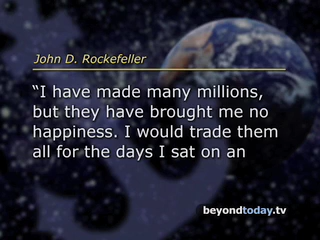 John D. Rockefeller
“I have made many millions,
but they have brought me no
happiness. I would trade them
all for the days I sat on an
beyondtoday.tv